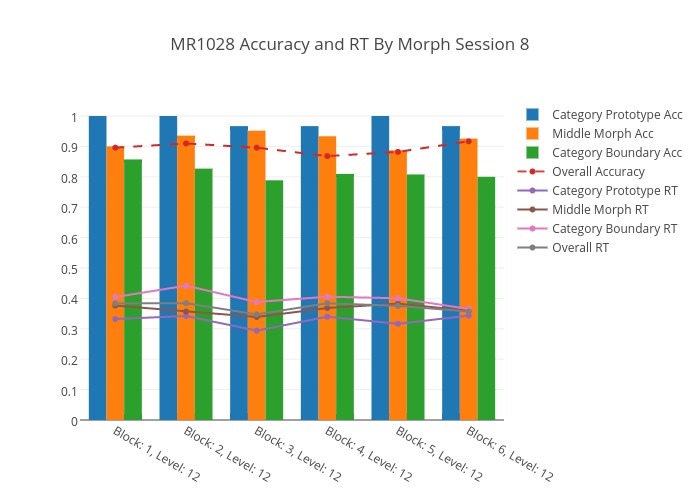 MR1028 Accuracy and RT By Morph Session 8
1
0.9
0.8
0.7
0.6
0.5
0.4
0.3
0.2
0.1
0
Block: 1, Level: 12
Block: 2, Level: 12
Block: 3, Level: 12
Block: 4, Level: 12
Block: 5, Level: 12
Block: 6, Level: 12
Category Prototype Acc
Middle Morph Acc
Category Boundary Acc
Overall Accuracy
Category Prototype RT
Middle Morph RT
Category Boundary RT
Overall RT